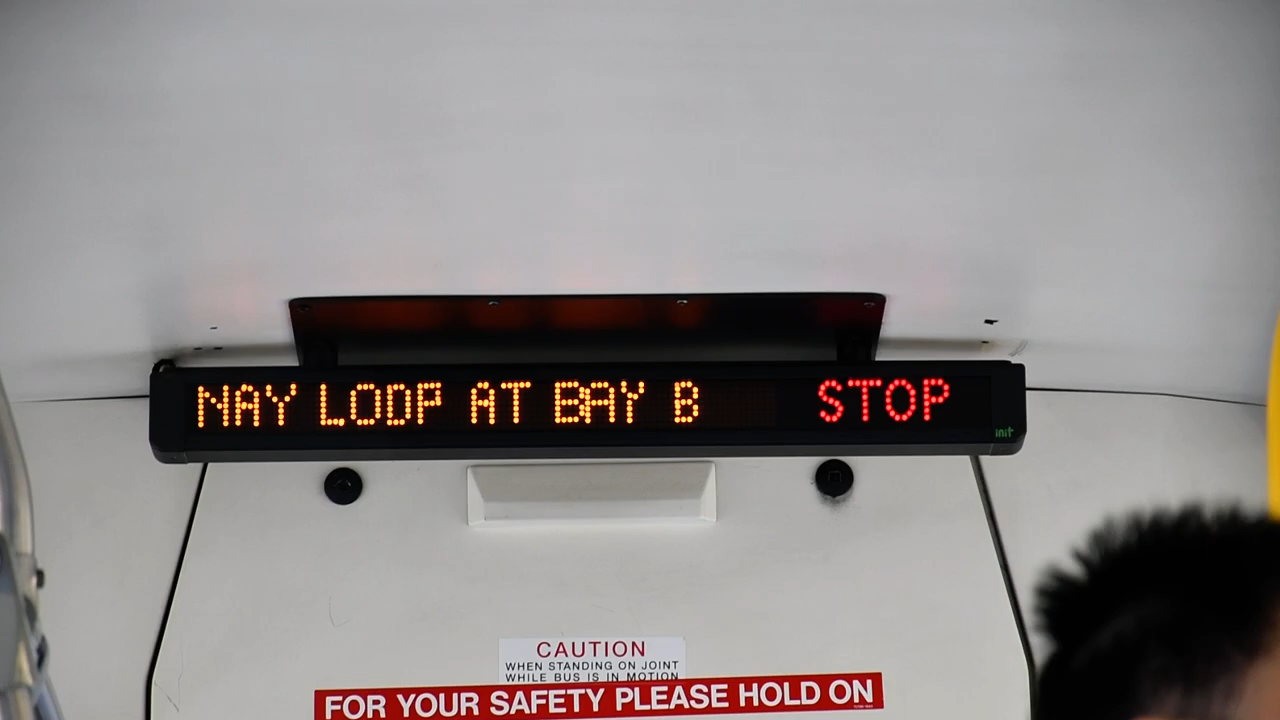 NAY LOOP AT BAY B STOP
init
CAUTION
WHEN STANDING ON JOINT
WHILE BUS IS IN MOTION
FOR YOUR SAFETY PLEASE HOLD ON